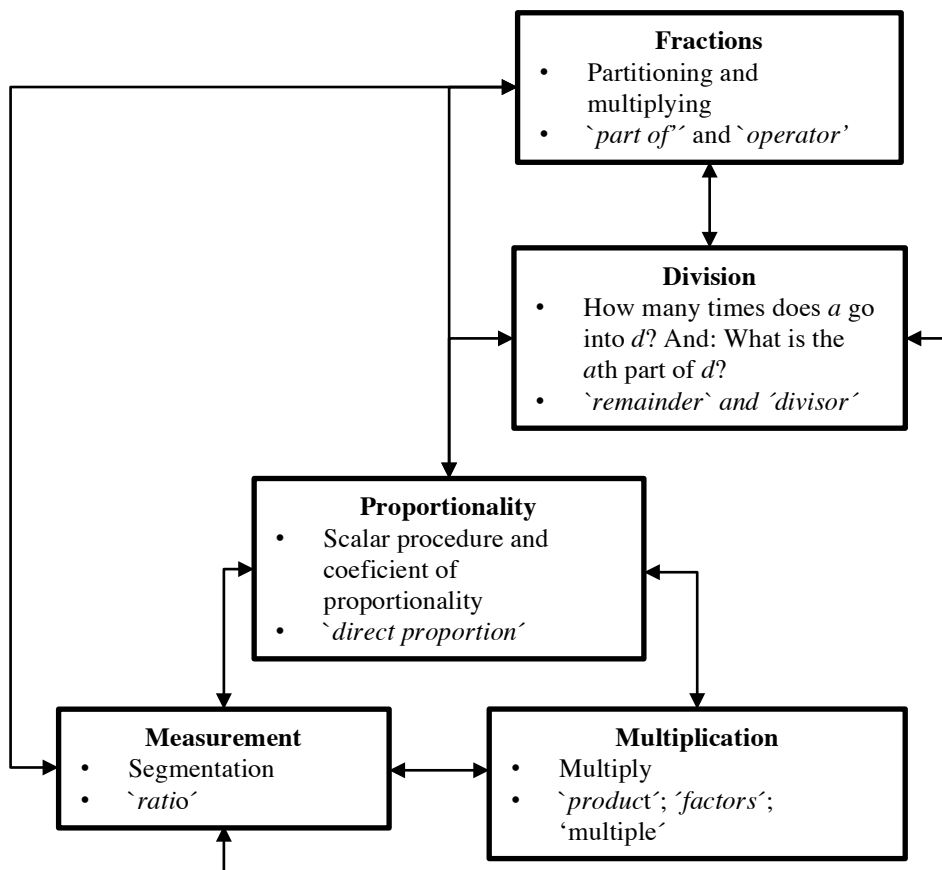 Fractions
• Partitioning and
multiplying
• `part of'´ and `operator’
Division
• How many times does a go
into d? And: What is the
ath part of d?
• `remainder` and ´divisor´
Proportionality
• Scalar procedure and
coeficient of
proportionality
• `direct proportion´
Measurement
• Segmentation
• `ratio´
Multiplication
• Multiply
• `product´; ´factors´;
‘multiple´